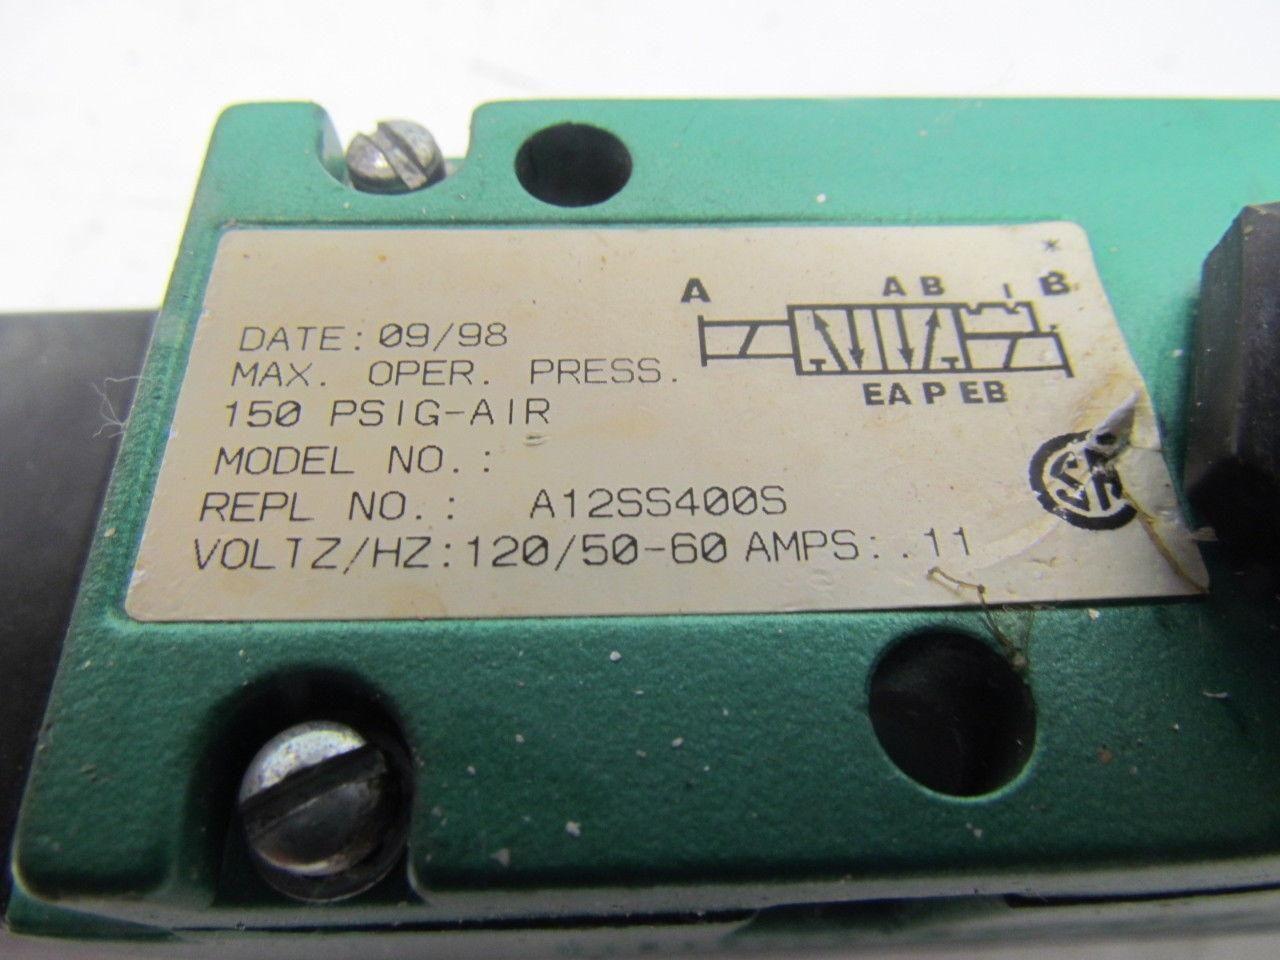 *
A A B 1 B
DATE: 09/98
MAX. OPER. PRESS.
EA P EB
150 PSIG-AIR
MODEL NO.:
REPL NO.: A12SS400S
VOLTZ/HZ:120/50-60 AMPS: .11